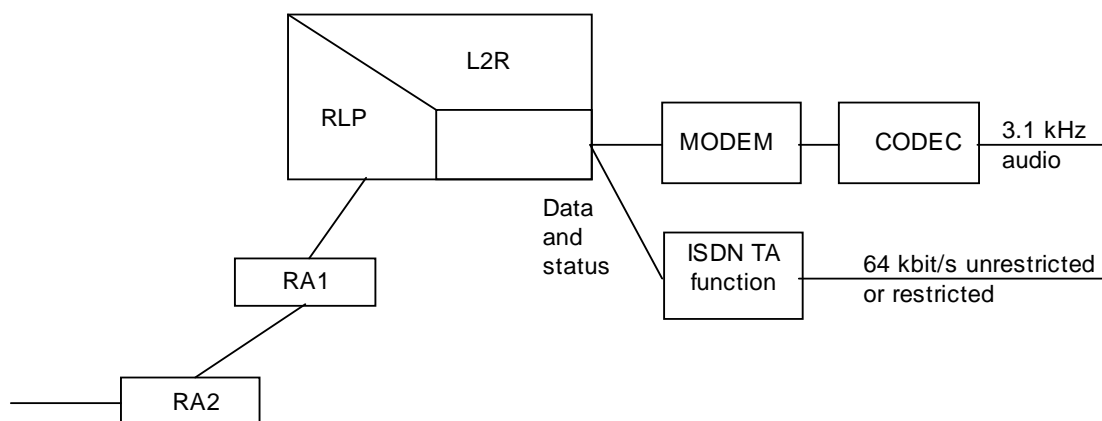 L2R
RLP
MODEM
CODEC
3.1 kHz
audio
Data
and
status
ISDN TA
function
64 kbit/s unrestricted
or restricted
RA1
RA2